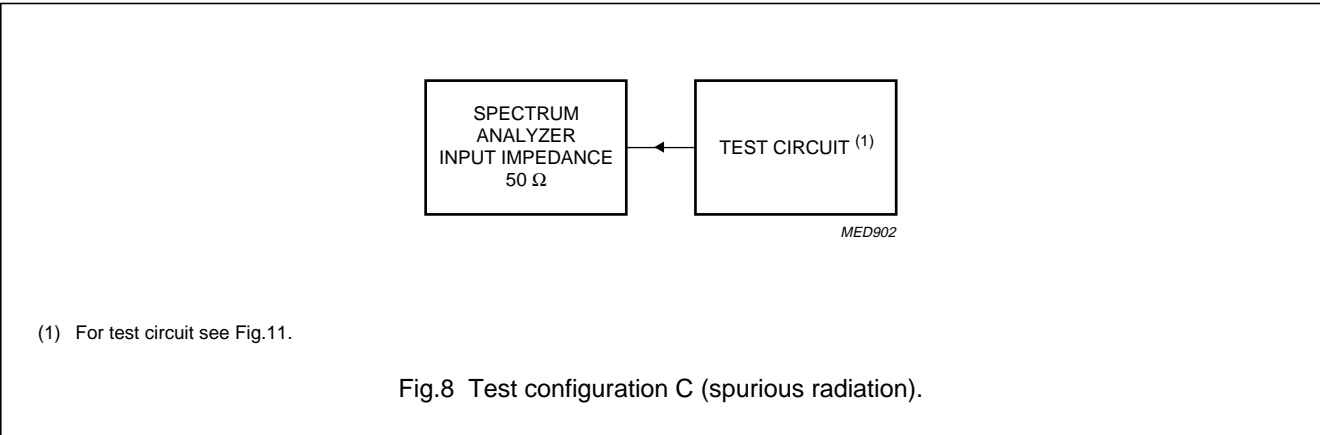 SPECTRUM
ANALYZER
INPUT IMPEDANCE
50 Ω
TEST CIRCUIT (1)
MED902
(1) For test circuit see Fig.11.
Fig.8 Test configuration C (spurious radiation).